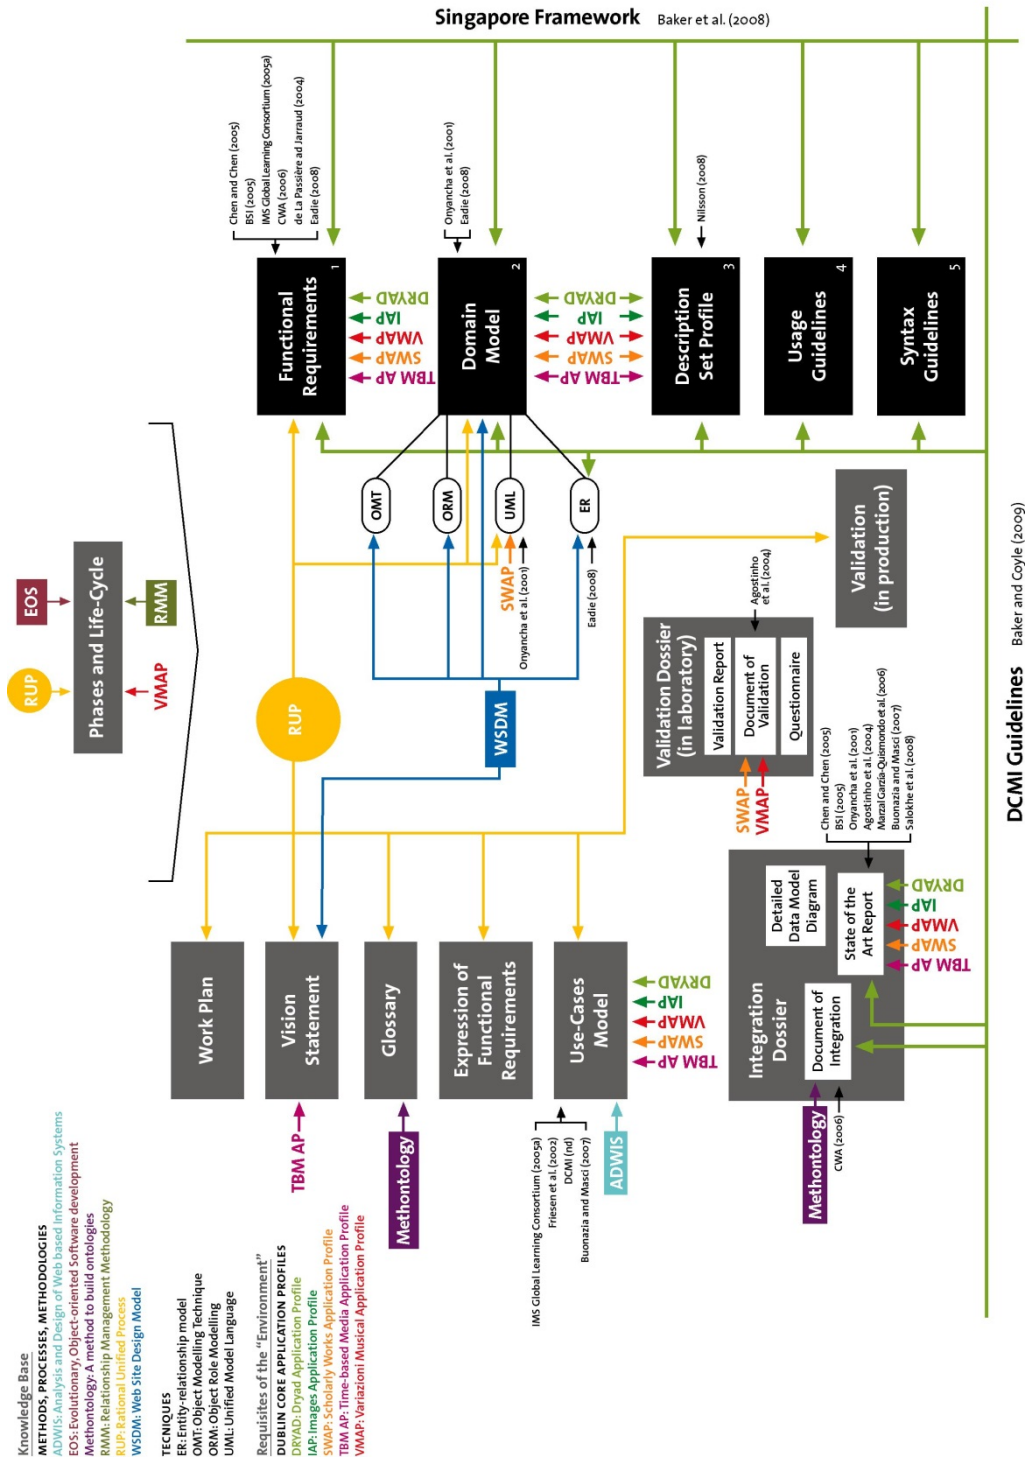 Knowledge Base
METHODS, PROCESSES, METHODOLOGIES
ADWIS: Analysis and Design of Web based Information Systems
EOS: Evolutionary, Object-oriented Software development
Methontology: A method to build ontologies
RMM: Relationship Management Methodology
RUP: Rational Unified Process
WSDM: Web Site Design Model
TECNIQUES
ER: Entity-relationship model
OMT: Object Modelling Technique
ORM: Object Role Modelling
UML: Unified Model Language
Requisites of the "Environment"
DUBLIN CORE APPLICATION PROFILES
DRYAD: Dryad Application Profile
IAP: Images Application Profile
SWAP: Scholarly Works Application Profile
TBM AP: Time-based Media Application Profile
VMAP: Variazioni Musical Application Profile
RUP
EOS
Phases and Life-Cycle
VMAP
RMM
Singapore Framework Baker et al. (2008)
Chen and Chen (2005)
BSI (2005)
IMS Global Learning Consortium (2005a)
CWA (2006)
de La Passière ad Jarraud (2004)
Eadie (2008)
Onyancha et al. (2001)
Eadie (2008)
Nilsson (2008)
Functional
Requirements
1
TBM AP
SWAP
VMAP
IAP
DRYAD
Domain
Model
2
TBM AP
SWAP
VMAP
IAP
DRYAD
Description
Set Profile
3
Usage
Guidelines
4
Syntax
Guidelines
5
OMT
ORM
UML
ER
SWAP
Onyancha et al. (2001)
Eadie (2008)
RUP
WSDM
Work Plan
Vision
Statement
TBM AP
Glossary
Methontology
Expression of
Functional
Requirements
Use-Cases
Model
TBM AP
SWAP
VMAP
IAP
DRYAD
IMS Global Learning Consortium (2005a)
Friesen et al. (2002)
DCMI (nd)
Buonazia and Masci (2007)
ADWIS
Validation Dossier
(in laboratory)
Validation Report
Document of
Validation
Questionnaire
SWAP
VMAP
Agostinho
et al. (2004)
Validation
(in production)
Integration
Dossier
Document of
Integration
Methontology
CWA (2006)
Detailed
Data Model
Diagram
State of the
Art Report
TBM AP
SWAP
VMAP
IAP
DRYAD
Chen and Chen (2005)
BSI (2005)
Onyancha et al. (2001)
Agostinho et al. (2004)
Marzal Garzía-Quismondo et al. (2006)
Buonazia and Masci (2007)
Salokhe et al. (2008)
DCMI Guidelines Baker and Coyle (2009)